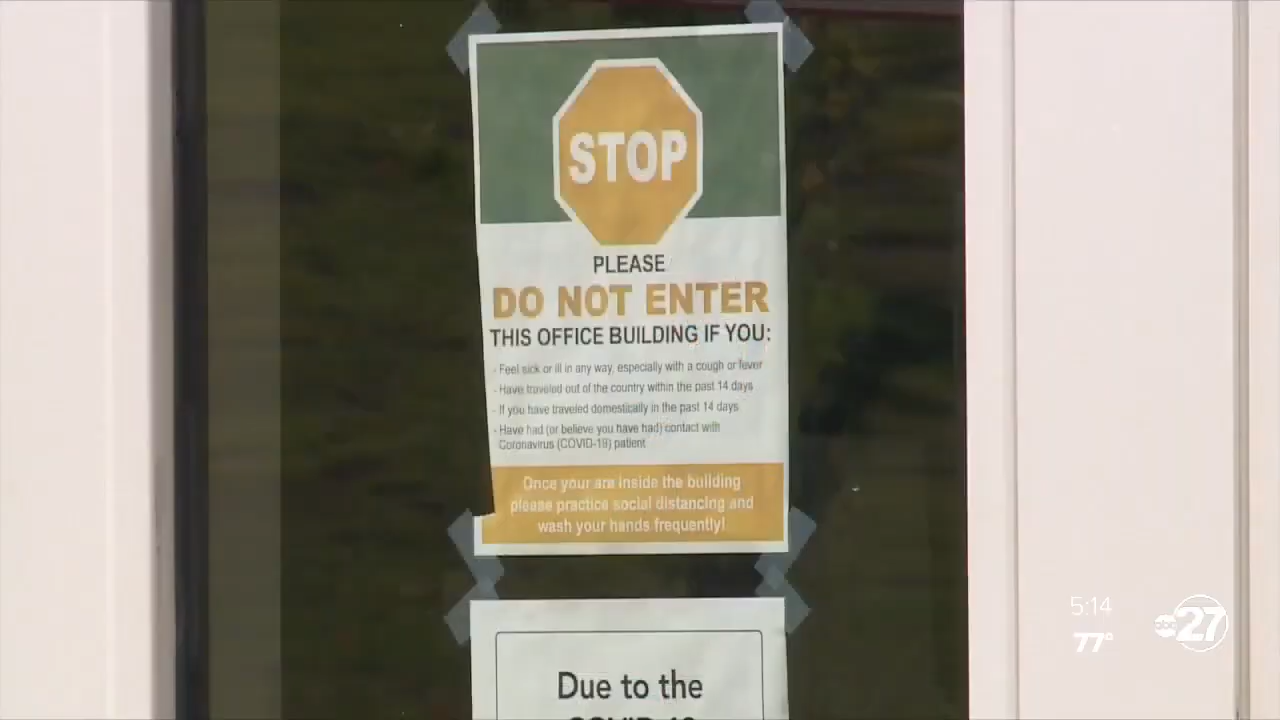 STOP
PLEASE
DO NOT ENTER
THIS OFFICE BUILDING IF YOU:
- Feel sick or ill in any way, especially with a cough or fever
- Have traveled out of the country within the past 14 days
- If you have traveled domestically in the past 14 days
- Have had (or believe you have had) contact with
Coronavirus (COVID-19) patient
Once your are inside the building
please practice social distancing and
wash your hands frequently!
Due to the
COVID-19
5:14
77°
abc 27